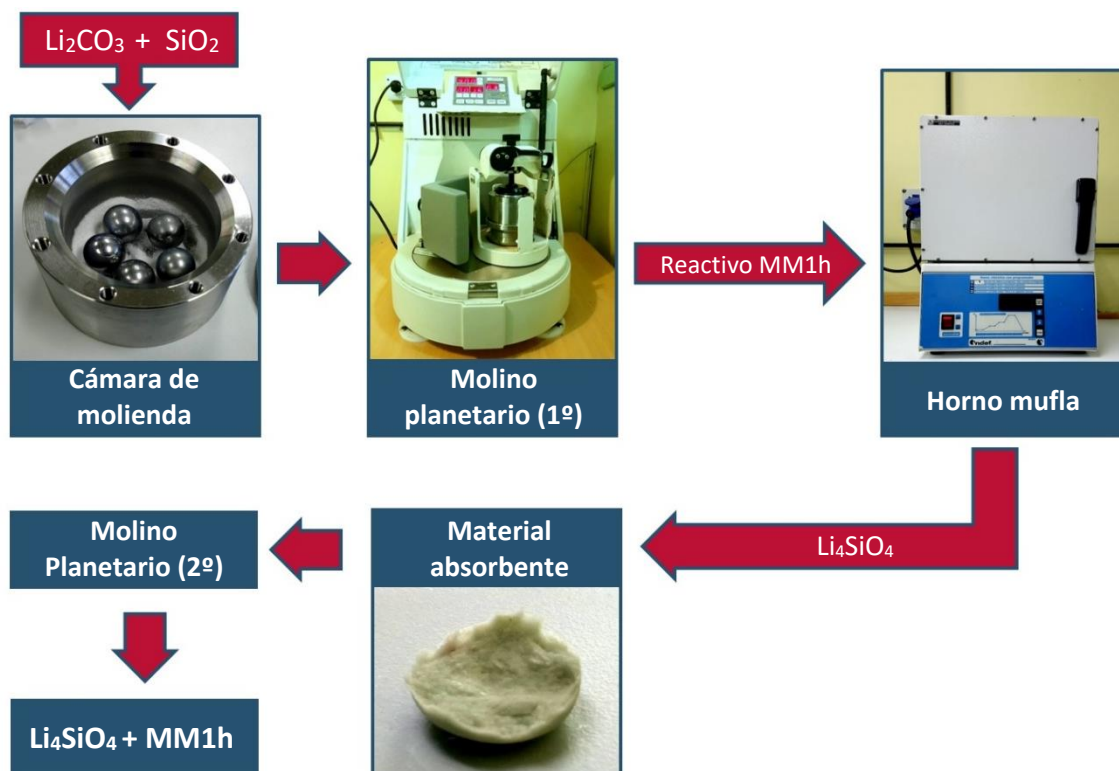 Li₂CO₃ + SiO₂
Cámara de
molienda
Molino
planetario (1º)
Reactivo MM1h
Horno mufla
Indef
Li₄SiO₄
Material
absorbente
Molino
Planetario (2º)
Li₄SiO₄ + MM1h